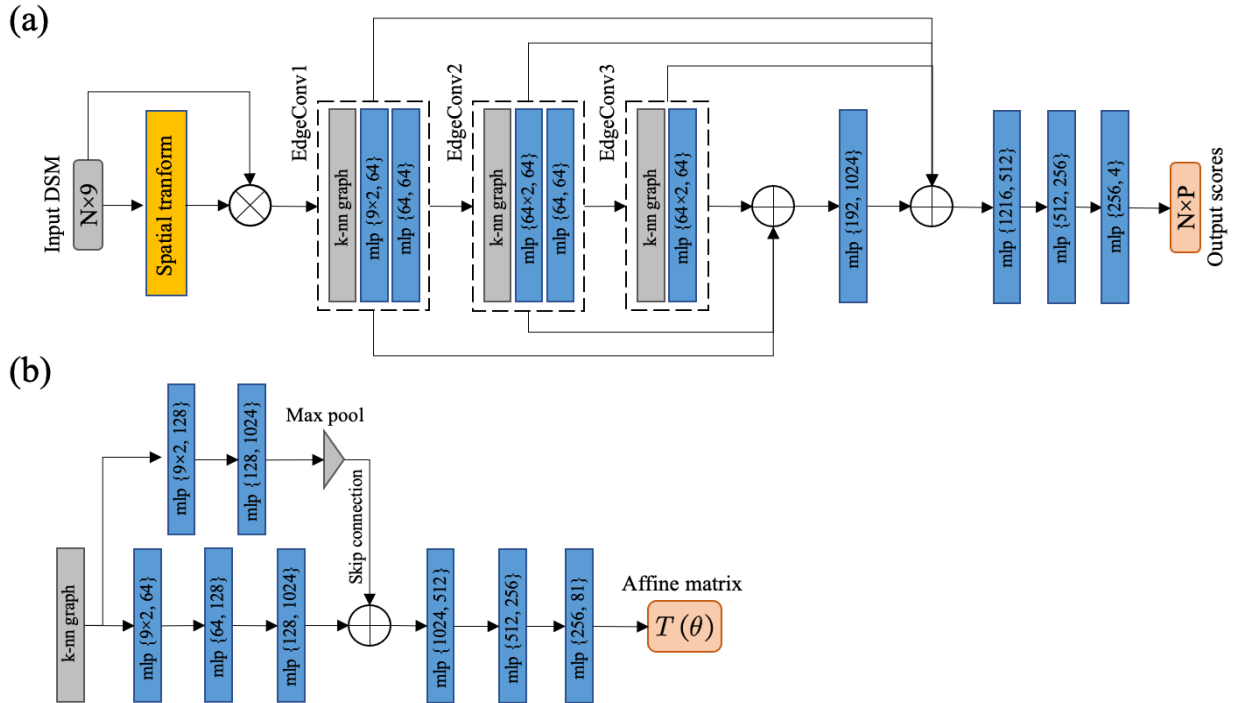 (a)
Input DSM
N×9
Spatial tranform
EdgeConv1
k-nn graph
mlp {9×2, 64}
mlp {64, 64}
EdgeConv2
k-nn graph
mlp {64×2, 64}
mlp {64, 64}
EdgeConv3
k-nn graph
mlp {64×2, 64}
mlp {192, 1024}
mlp {1216, 512}
mlp {512, 256}
mlp {256, 4}
N×P
Output scores
(b)
k-nn graph
mlp {9×2, 128}
mlp {128, 1024}
Max pool
Skip connection
mlp {9×2, 64}
mlp {64, 128}
mlp {128, 1024}
mlp {1024, 512}
mlp {512, 256}
mlp {256, 81}
Affine matrix
T (θ)